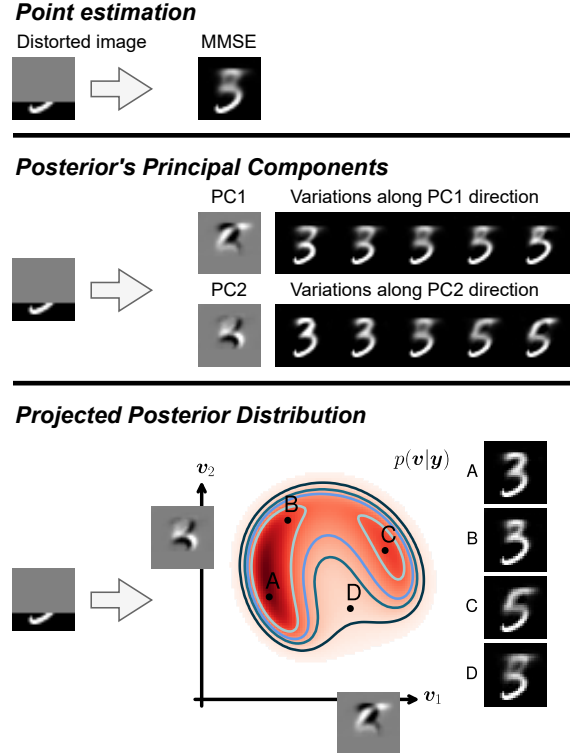 Point estimation
Distorted image
MMSE
Posterior's Principal Components
PC1
Variations along PC1 direction
PC2
Variations along PC2 direction
Projected Posterior Distribution
v₂
p(v|y)
A
B
C
D
A
B
C
D
v₁